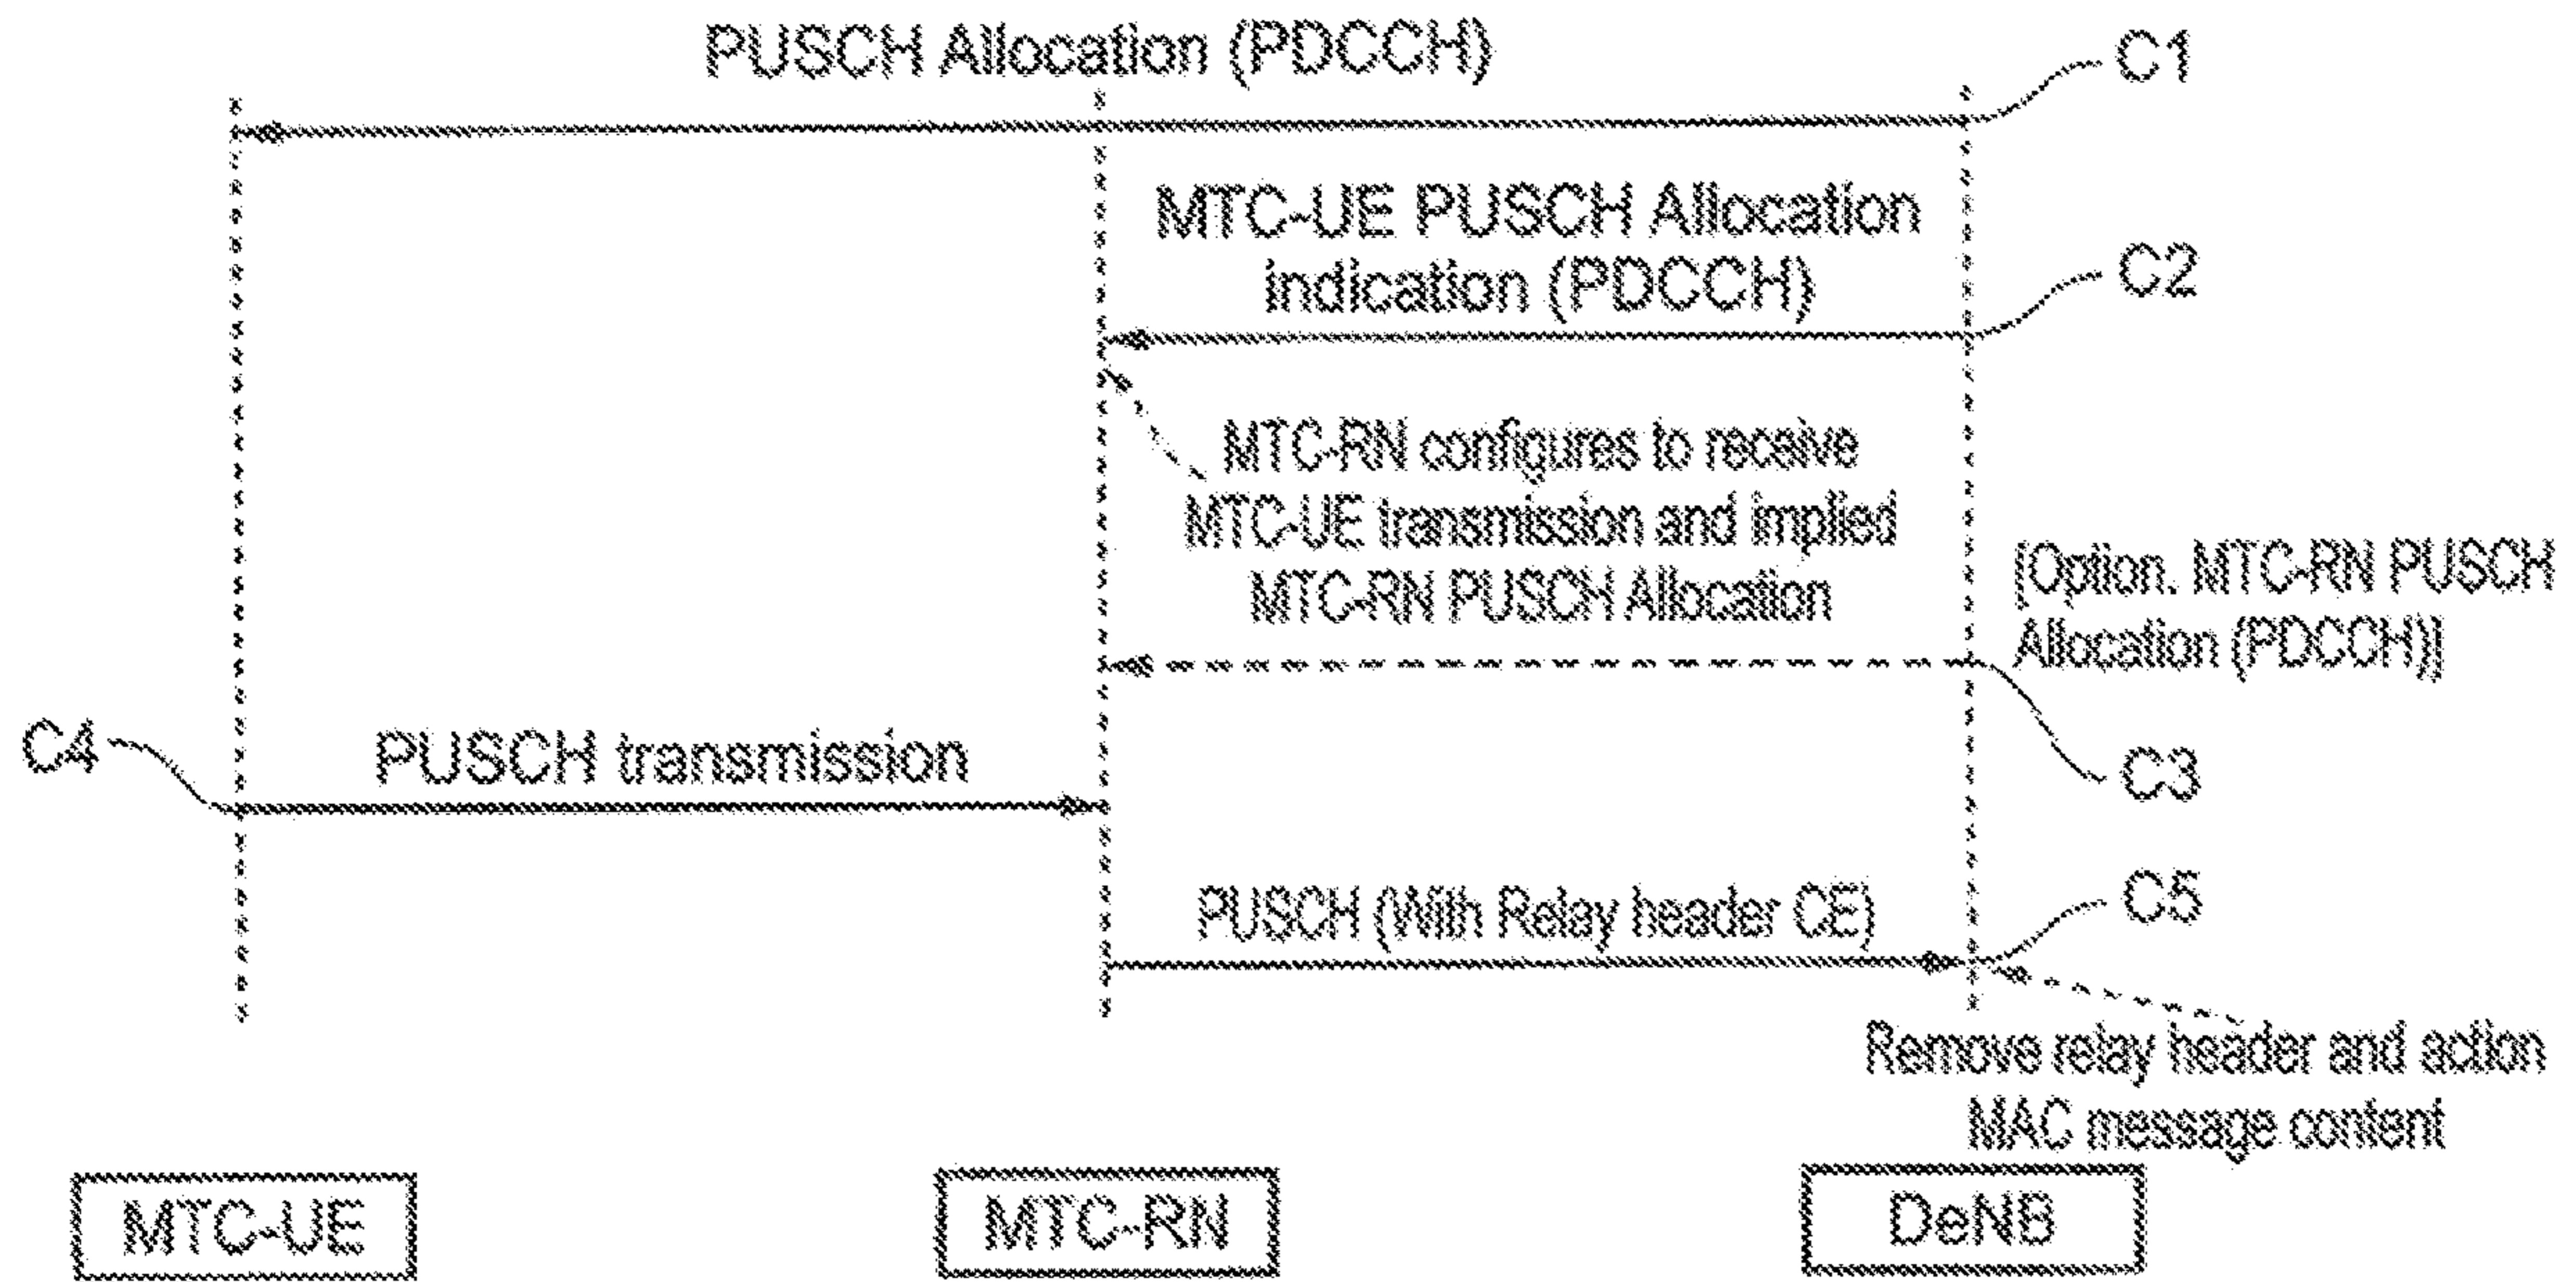 PUSCH Allocation (PDCCH)
C1
MTC-UE PUSCH Allocation
indication (PDCCH)
C2
MTC-RN configures to receive
MTC-UE transmission and implied
MTC-RN PUSCH Allocation
[Option. MTC-RN PUSCH
Allocation (PDCCH)]
C3
C4
PUSCH transmission
PUSCH (With Relay header CE)
C5
Remove relay header and action
MAC message content
MTC-UE
MTC-RN
DeNB